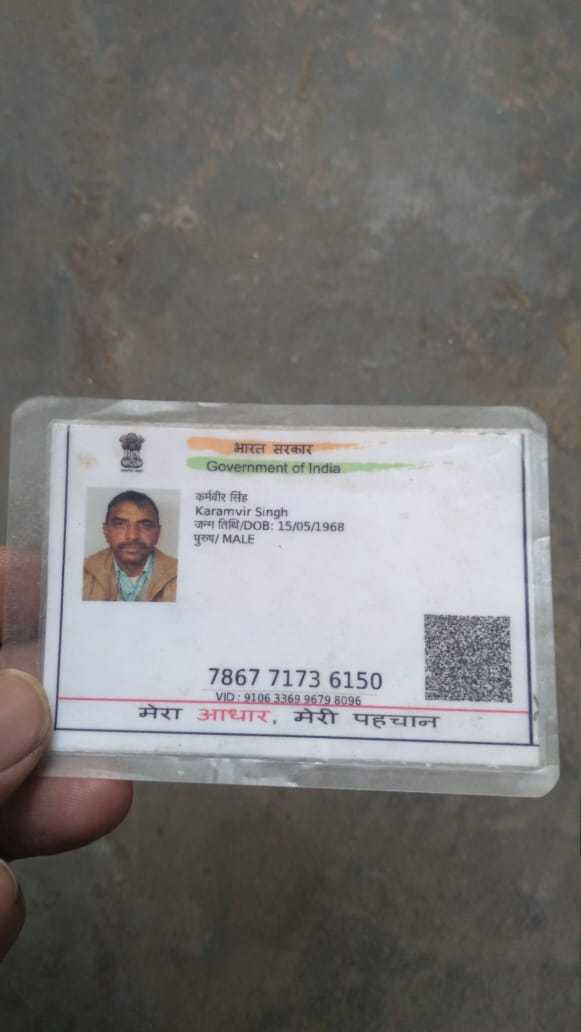 भारत सरकार
Government of India
कर्मवीर सिंह
Karamvir Singh
जन्म तिथि/DOB: 15/05/1968
पुरुष/ MALE
7867 7173 6150
VID : 9106 3369 9679 8096
मेरा आधार, मेरी पहचान